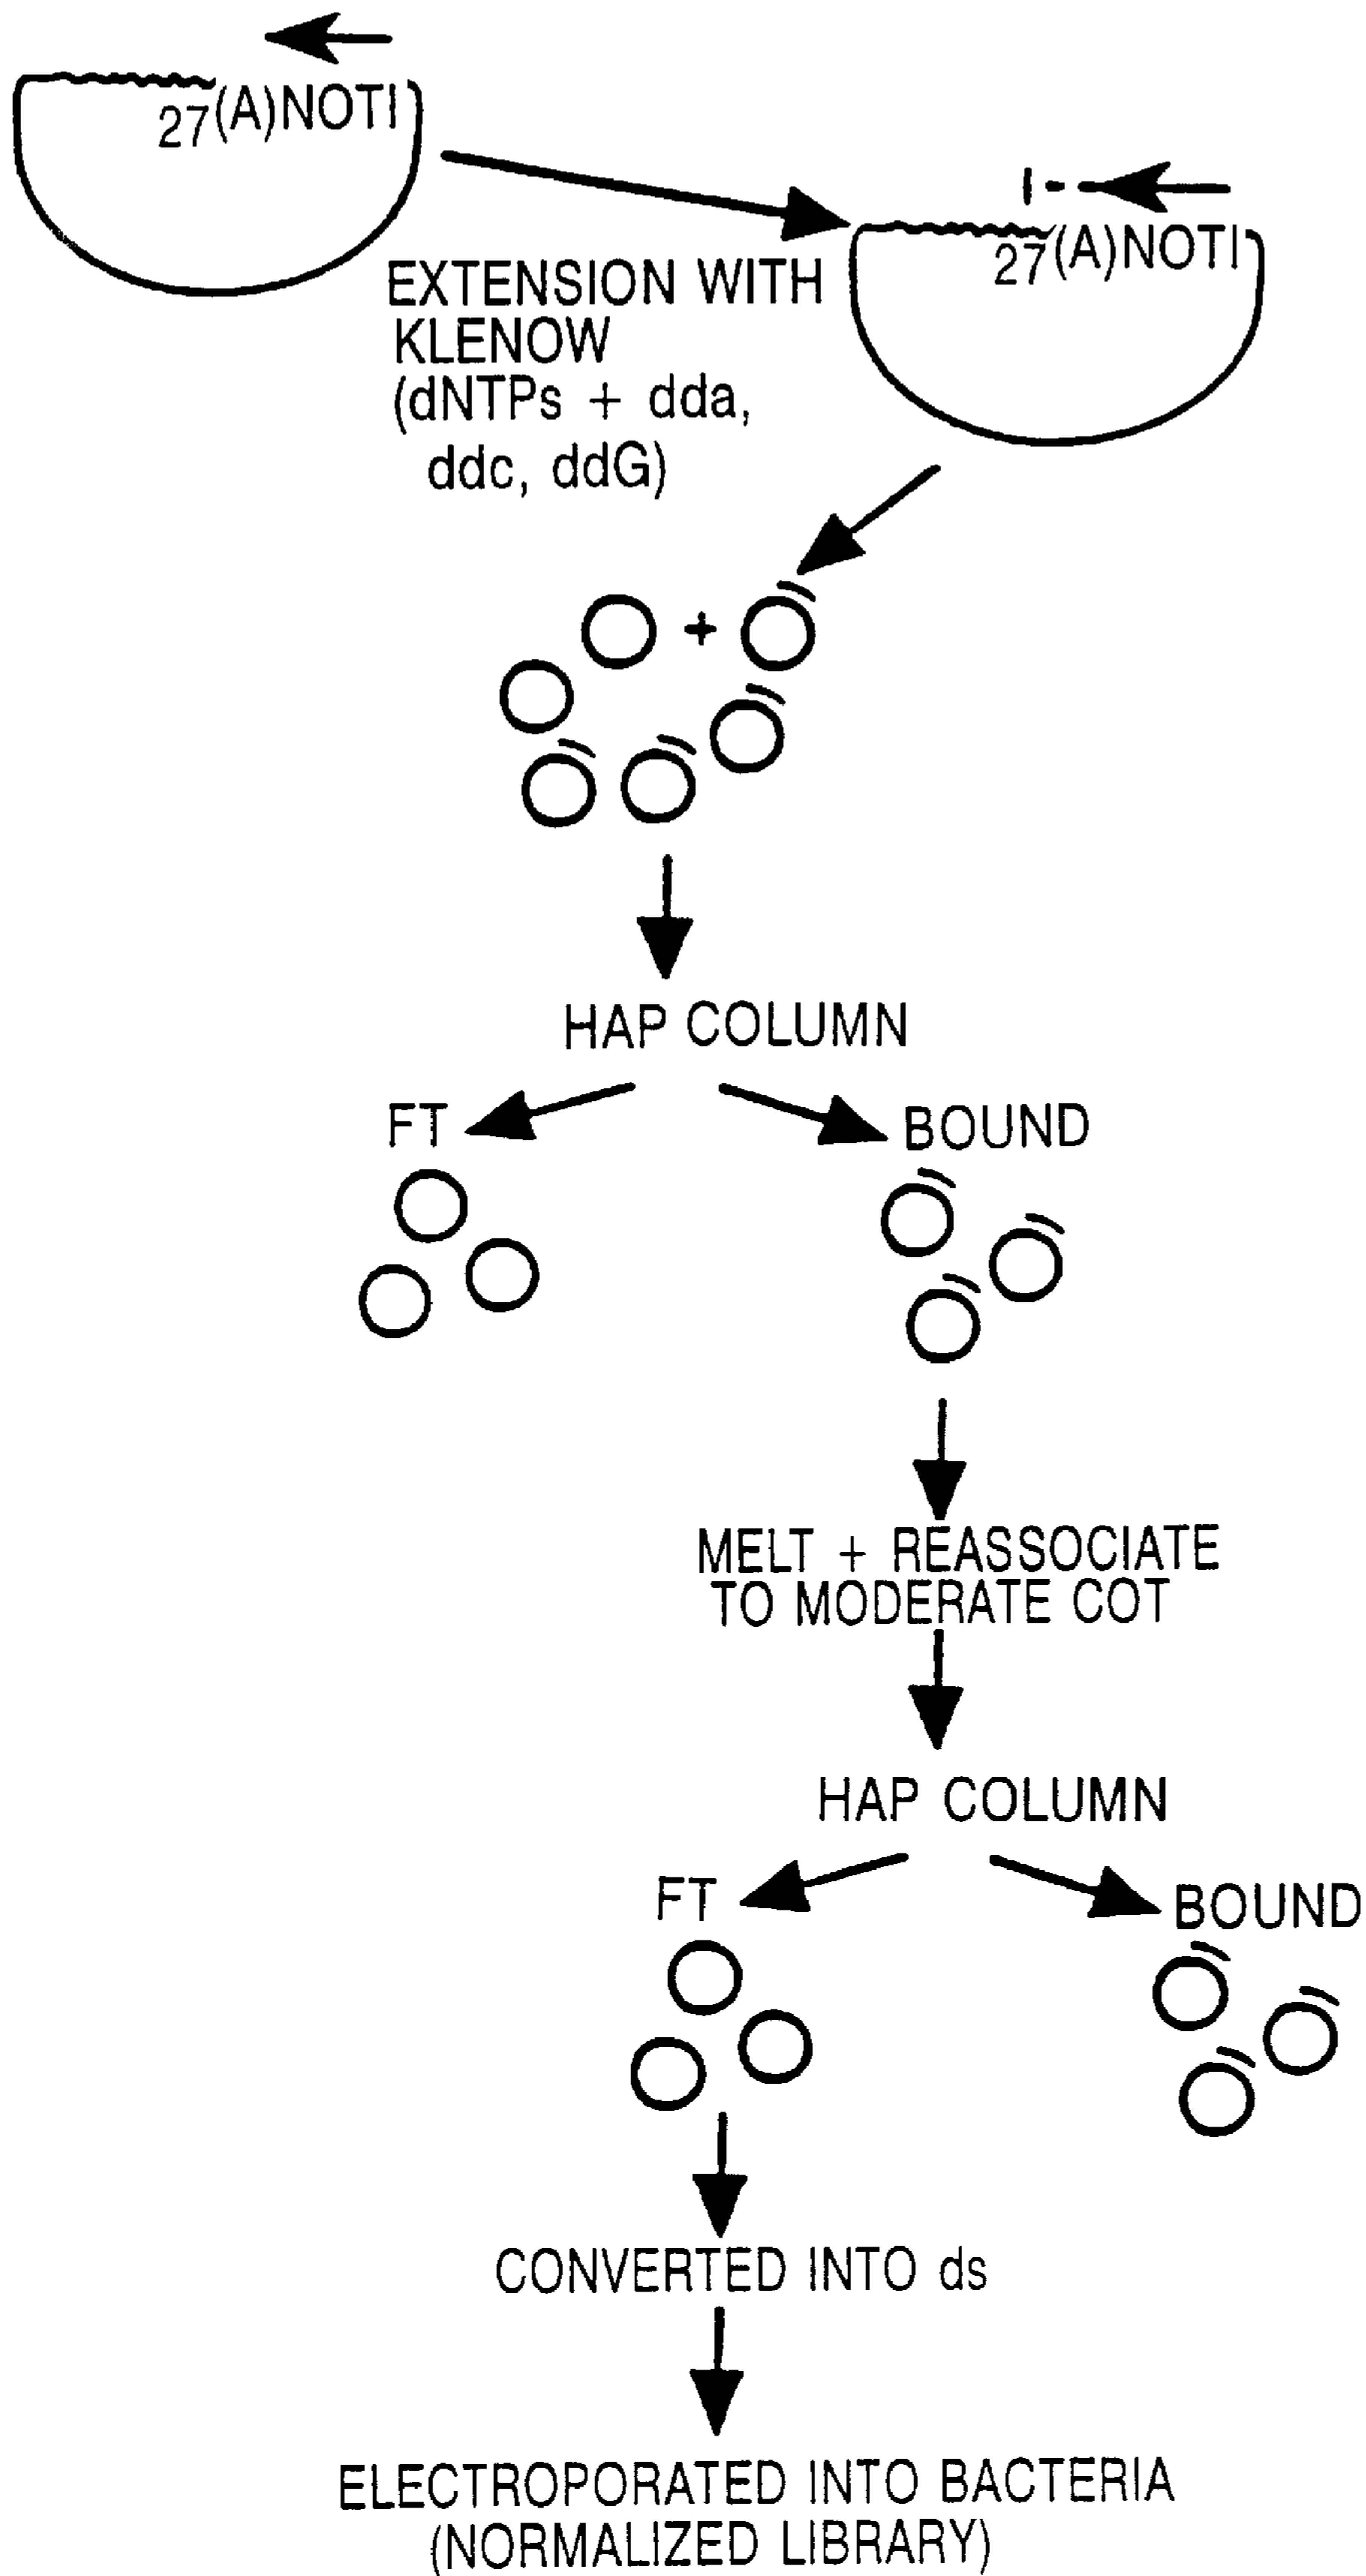 27(A)NOTI
27(A)NOTI
EXTENSION WITH
KLENOW
(dNTPs + dda,
ddc, ddG)
+
HAP COLUMN
FT
BOUND
MELT + REASSOCIATE
TO MODERATE COT
HAP COLUMN
FT
BOUND
CONVERTED INTO ds
ELECTROPORATED INTO BACTERIA
(NORMALIZED LIBRARY)